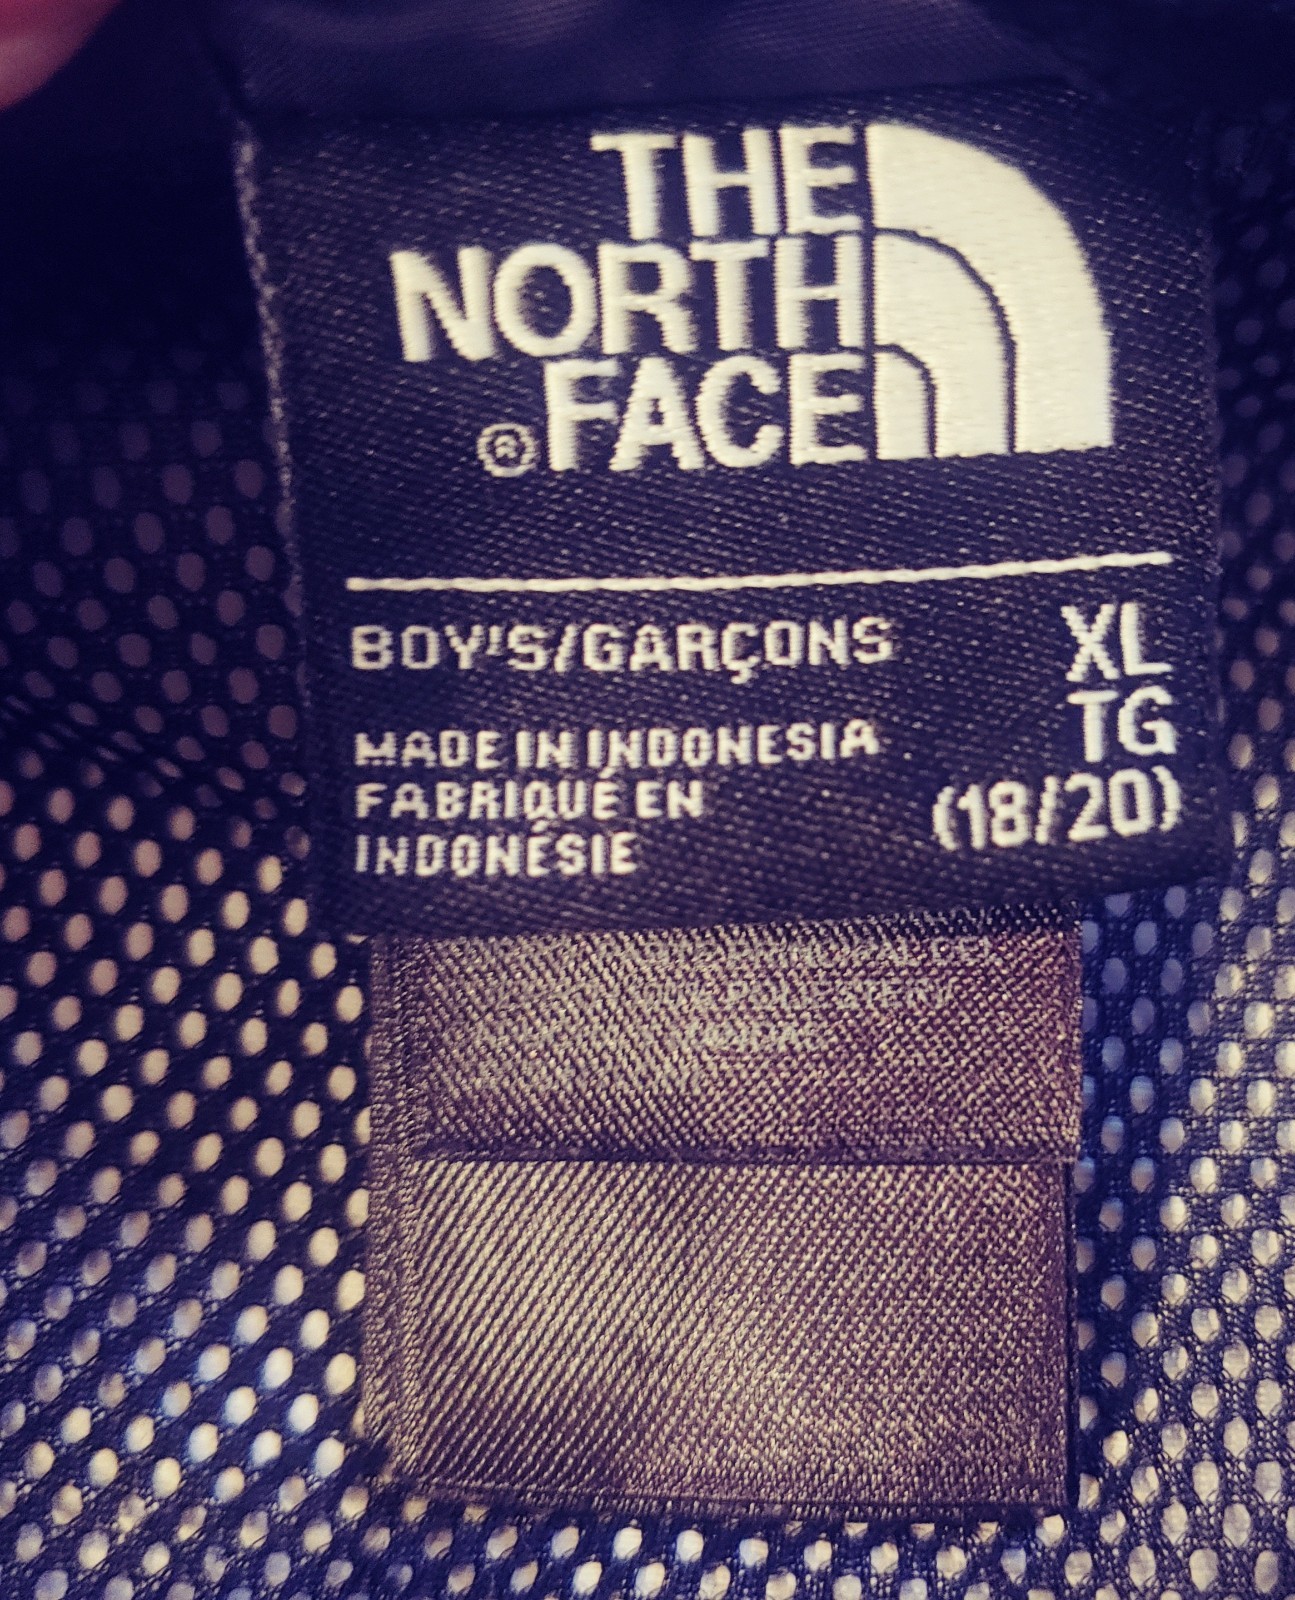 THE
NORTH
® FACE
BOY'S/GARÇONS XL
TG
MADE IN INDONESIA
FABRIQUÉ EN (18/20)
INDONÉSIE